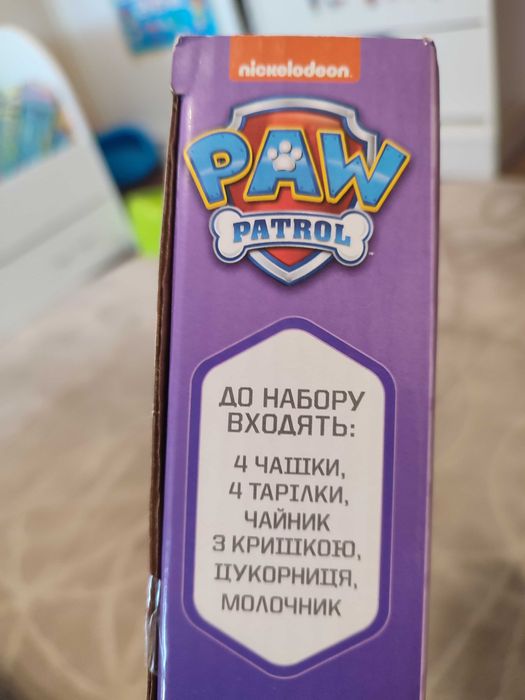 nickelodeon
PAW
PATROL
ДО НАБОРУ
ВХОДЯТЬ:
4 ЧАШКИ,
4 ТАРІЛКИ,
ЧАЙНИК
З КРИШКОЮ,
ЦУКОРНИЦЯ,
МОЛОЧНИК